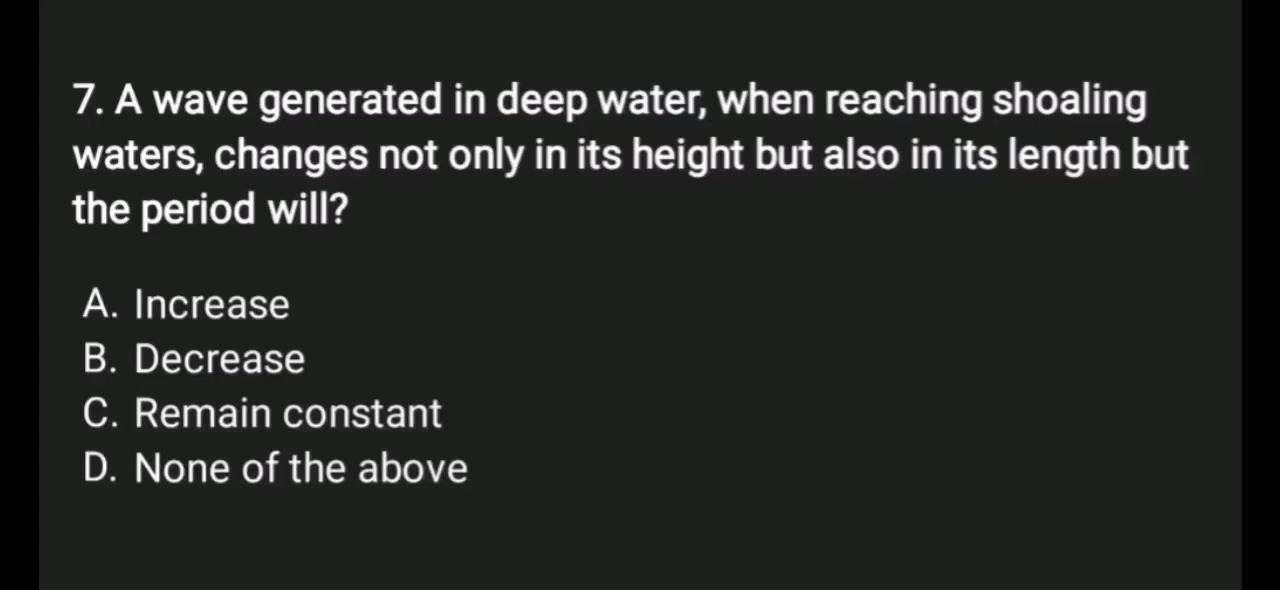 7. A wave generated in deep water, when reaching shoaling
waters, changes not only in its height but also in its length but
the period will?
A. Increase
B. Decrease
C. Remain constant
D. None of the above